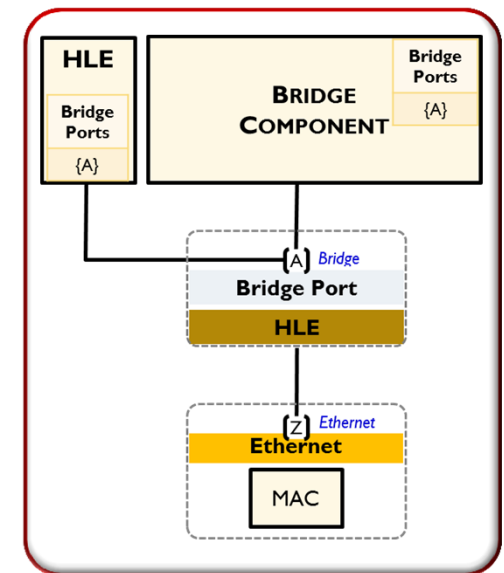 HLE
Bridge
Ports
{A}
BRIDGE
COMPONENT
Bridge
Ports
{A}
(A) Bridge
Bridge Port
HLE
(Z) Ethernet
Ethernet
MAC